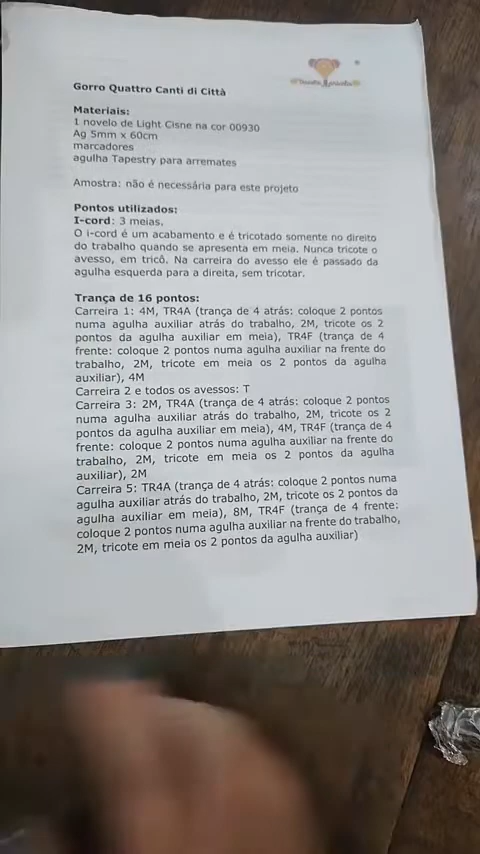 Gorro Quattro Canti di Città
Materiais:
1 novelo de Light Cisne na cor 00930
Ag 5mm x 60cm
marcadores
agulha Tapestry para arremates
Amostra: não é necessária para este projeto
Pontos utilizados:
I-cord: 3 meias.
O i-cord é um acabamento e é tricotado somente no direito
do trabalho quando se apresenta em meia. Nunca tricote o
avesso, em tricô. Na carreira do avesso ele é passado da
agulha esquerda para a direita, sem tricotar.
Trança de 16 pontos:
Carreira 1: 4M, TR4A (trança de 4 atrás: coloque 2 pontos
numa agulha auxiliar atrás do trabalho, 2M, tricote os 2
pontos da agulha auxiliar em meia), TR4F (trança de 4
frente: coloque 2 pontos numa agulha auxiliar na frente do
trabalho, 2M, tricote em meia os 2 pontos da agulha
auxiliar), 4M
Carreira 2 e todos os avessos: T
Carreira 3: 2M, TR4A (trança de 4 atrás: coloque 2 pontos
numa agulha auxiliar atrás do trabalho, 2M, tricote os 2
pontos da agulha auxiliar em meia), 4M, TR4F (trança de 4
frente: coloque 2 pontos numa agulha auxiliar na frente do
trabalho, 2M, tricote em meia os 2 pontos da agulha
auxiliar), 2M
Carreira 5: TR4A (trança de 4 atrás: coloque 2 pontos numa
agulha auxiliar atrás do trabalho, 2M, tricote os 2 pontos da
agulha auxiliar em meia), 8M, TR4F (trança de 4 frente:
coloque 2 pontos numa agulha auxiliar na frente do trabalho,
2M, tricote em meia os 2 pontos da agulha auxiliar)